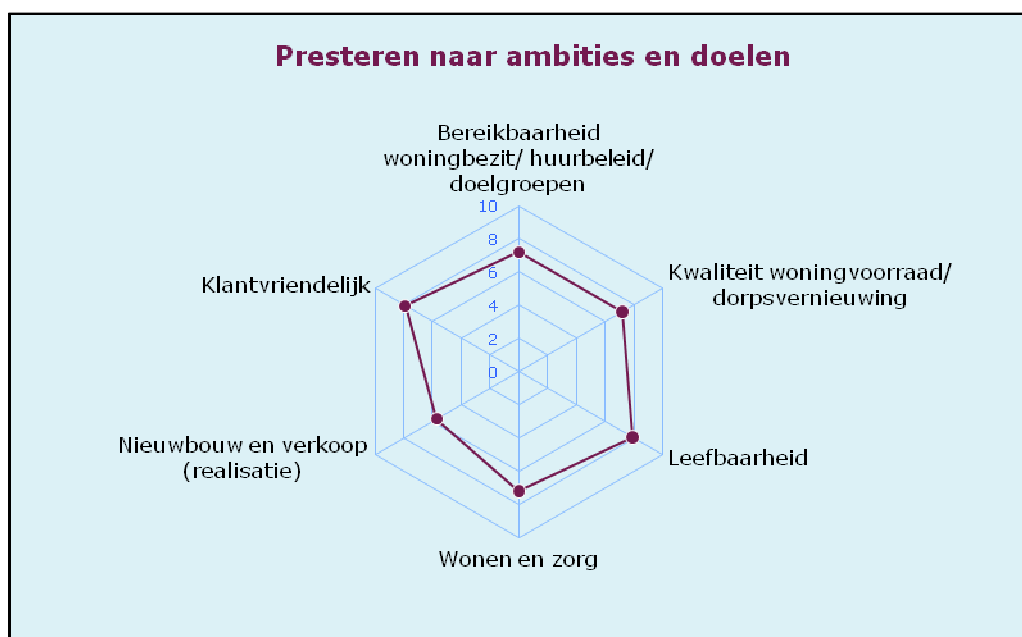 Presteren naar ambities en doelen
Bereikbaarheid
woningbezit/ huurbeleid/
doelgroepen
10
8
6
4
2
0
Kwaliteit woningvoorraad/
dorpsvernieuwing
Klantvriendelijk
Nieuwbouw en verkoop
(realisatie)
Leefbaarheid
Wonen en zorg